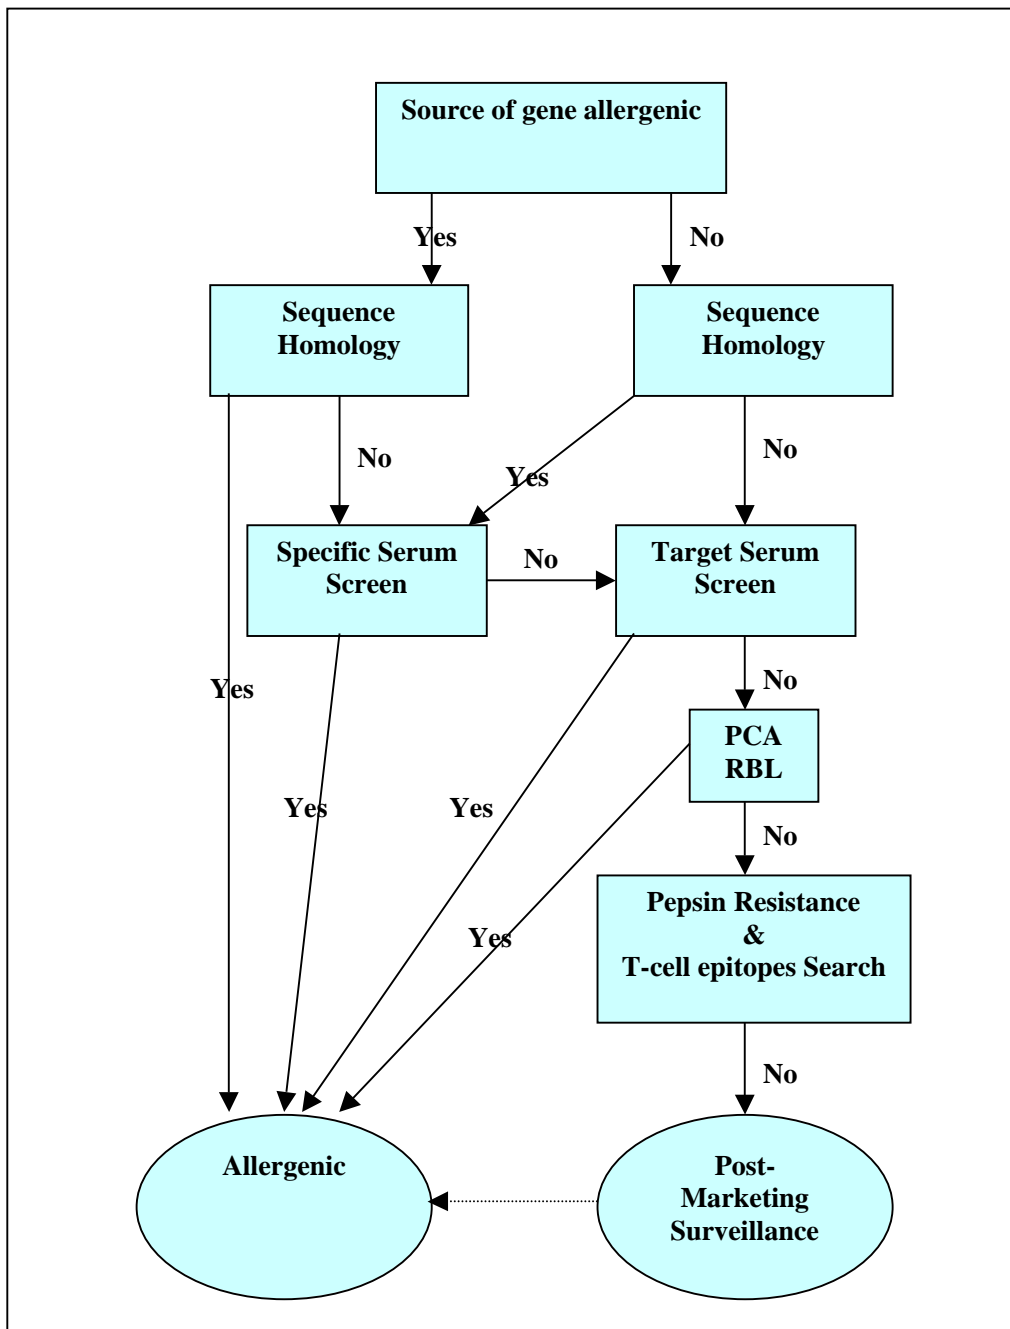 Source of gene allergenic
Yes
No
Sequence
Homology
Sequence
Homology
No
Yes
No
Specific Serum
Screen
No
Target Serum
Screen
Yes
No
PCA
RBL
Yes
Yes
No
Pepsin Resistance
&
T-cell epitopes Search
Yes
No
Allergenic
Post-
Marketing
Surveillance